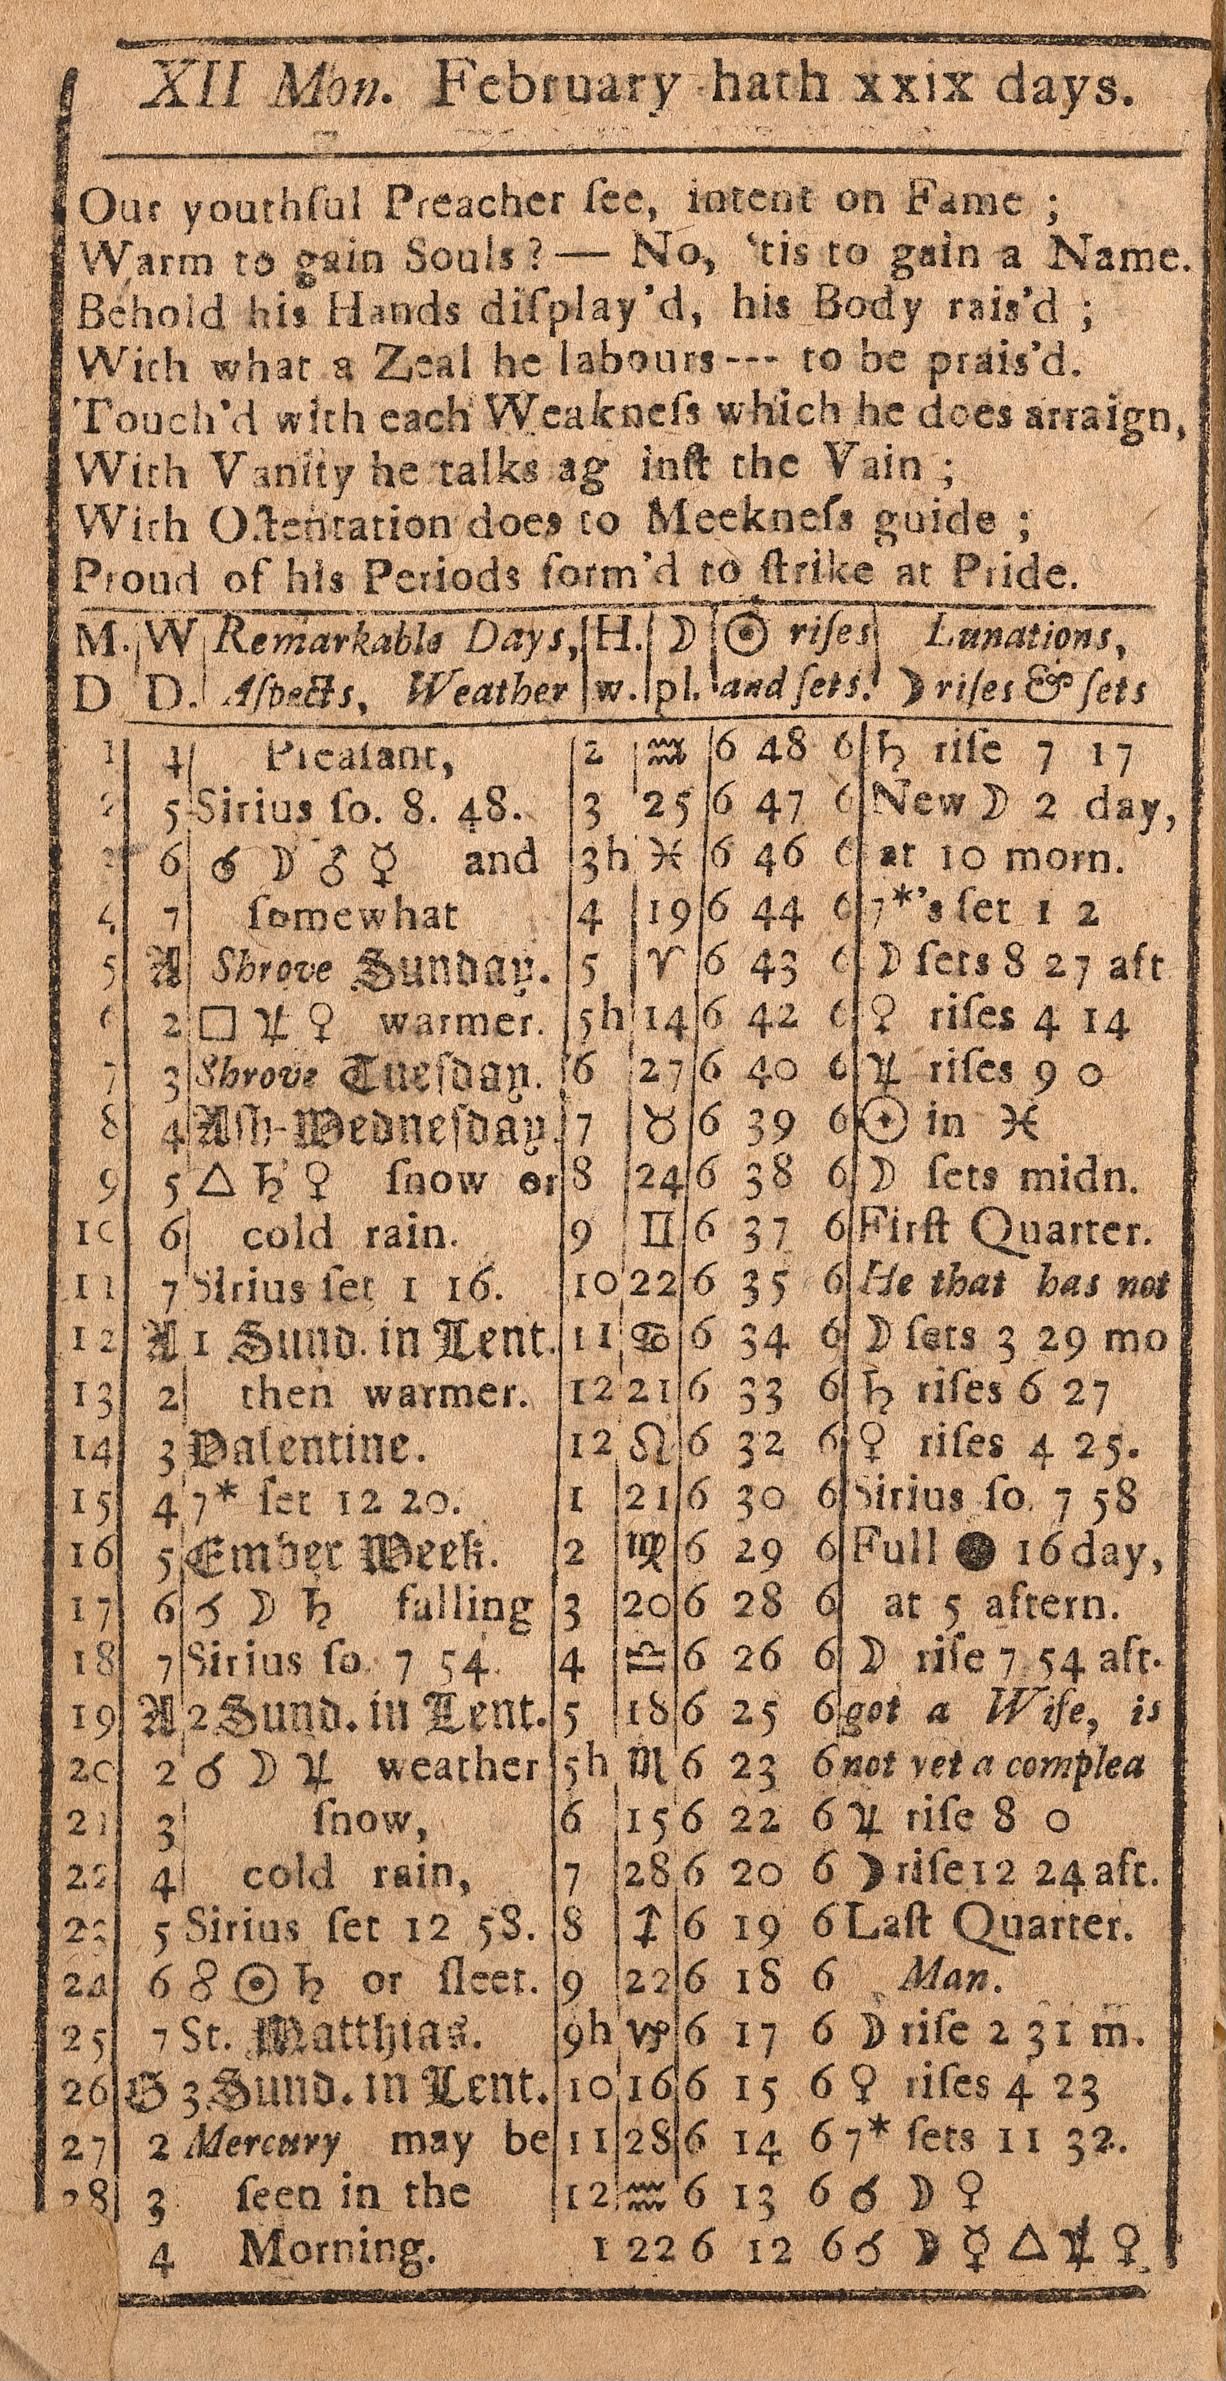 XII Mon. February hath xxix days.
Our youthſul Preacher ſee, intent on Fame ;
Warm to gain Souls ? — No, 'tis to gain a Name.
Behold his Hands diſplay'd, his Body rais'd ;
With what a Zeal he labours --- to be prais'd.
Touch'd with each Weakneſs which he does arraign,
With Vanity he talks ag inſt the Vain ;
With Oſtentation does to Meekneſs guide ;
Proud of his Periods form'd to ſtrike at Pride.
M. W Remarkable Days, H. ☽ ☉ riſes Lunations,
D D. Aſpects, Weather w. pl. and ſets. ☽ riſes & ſets
1 4 Pleaſant, 2 ♒ 6 48 6 ♄ riſe 7 17
2 5 Sirius ſo. 8. 48. 3 25 6 47 6 New ☽ 2 day,
3 6 ☌ ☽ ♂ ☿ and 3h ♓ 6 46 6 at 10 morn.
4 7 ſomewhat 4 19 6 44 6 7*'s ſet 1 2
5 A Shrove Sunday. 5 ♈ 6 43 6 ☽ ſets 8 27 aft
6 2 □ ♃ ♀ warmer. 5h 14 6 42 6 ♀ riſes 4 14
7 3 Shrove Tueſday. 6 27 6 40 6 ♃ riſes 9 0
8 4 Aſh-Wedneſday. 7 ♉ 6 39 6 ☉ in ♓
9 5 △ ♄ ♀ ſnow or 8 24 6 38 6 ☽ ſets midn.
10 6 cold rain. 9 ♊ 6 37 6 Firſt Quarter.
11 7 Sirius ſet 1 16. 10 22 6 35 6 He that has not
12 A 1 Sund. in Lent. 11 ♋ 6 34 6 ☽ ſets 3 29 mo
13 2 then warmer. 12 21 6 33 6 ♄ riſes 6 27
14 3 Valentine. 12 ♌ 6 32 6 ♀ riſes 4 25.
15 4 7* ſet 12 20. 1 21 6 30 6 Sirius ſo. 7 58
16 5 Ember Week. 2 ♍ 6 29 6 Full ● 16 day,
17 6 ☌ ☽ ♄ falling 3 20 6 28 6 at 5 aftern.
18 7 Sirius ſo. 7 54. 4 ♎ 6 26 6 ☽ riſe 7 54 aft.
19 A 2 Sund. in Lent. 5 18 6 25 6 got a Wife, is
20 2 ☌ ☽ ♃ weather 5h ♏ 6 23 6 not yet a complea
21 3 ſnow, 6 15 6 22 6 ♃ riſe 8 0
22 4 cold rain, 7 28 6 20 6 ☽ riſe 12 24 aft.
23 5 Sirius ſet 12 58. 8 ♐ 6 19 6 Laſt Quarter.
24 6 ☍ ☉ ♄ or ſleet. 9 22 6 18 6 Man.
25 7 St. Matthias. 9h ♑ 6 17 6 ☽ riſe 2 31 m.
26 G 3 Sund. in Lent. 10 16 6 15 6 ♀ riſes 4 23
27 2 Mercury may be 11 28 6 14 6 7* ſets 11 32.
28 3 ſeen in the 12 ♒ 6 13 6 ☌ ☽ ♀
4 Morning. 1 22 6 12 6 ☌ ☽ ☿ △ ♃ ♀